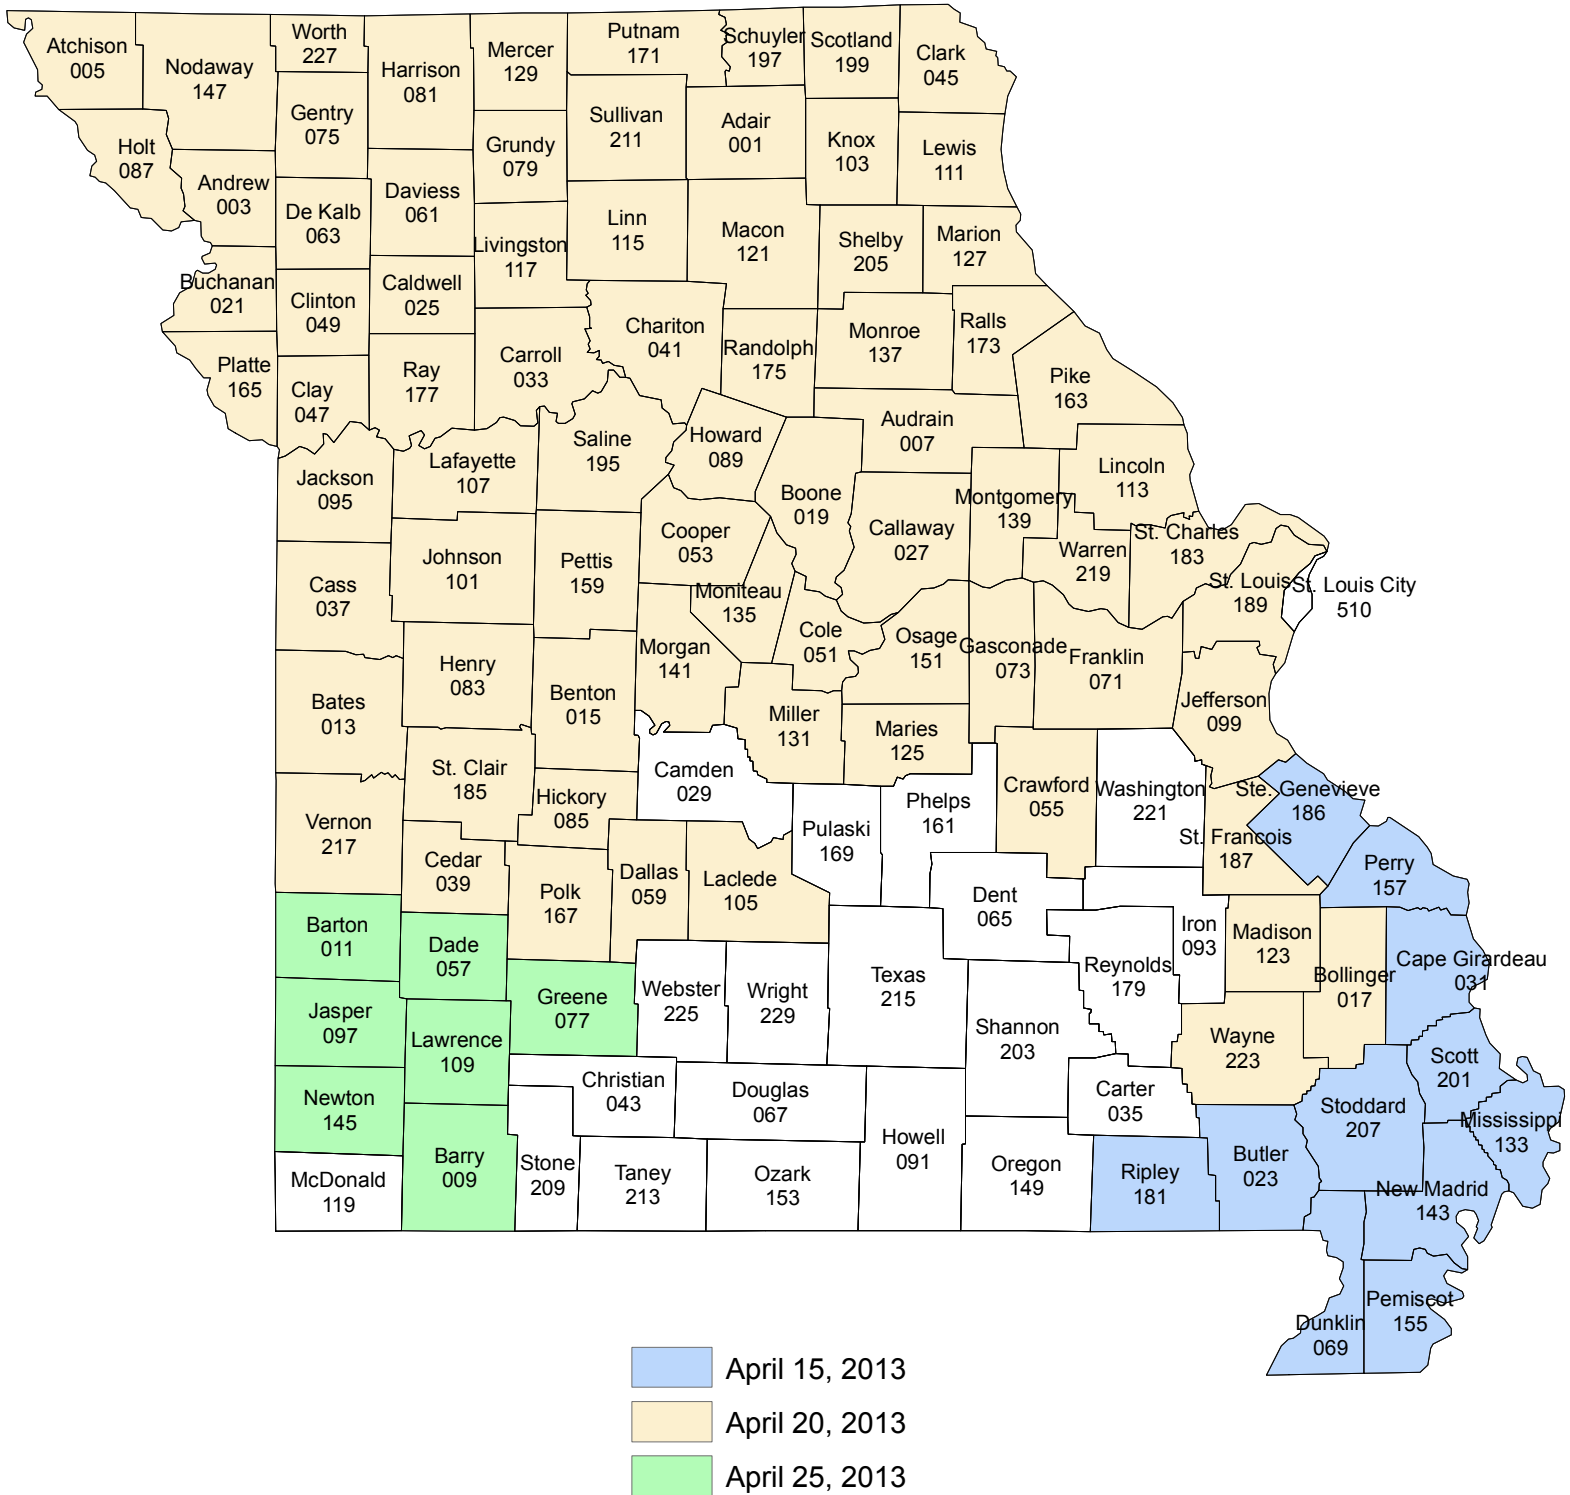 Atchison
005
Nodaway
147
Worth
227
Harrison
081
Mercer
129
Putnam
171
Schuyler
197
Scotland
199
Clark
045
Gentry
075
Sullivan
211
Adair
001
Knox
103
Lewis
111
Holt
087
Andrew
003
De Kalb
063
Daviess
061
Grundy
079
Livingston
117
Linn
115
Macon
121
Shelby
205
Marion
127
Buchanan
021
Clinton
049
Caldwell
025
Chariton
041
Randolph
175
Monroe
137
Ralls
173
Platte
165
Clay
047
Ray
177
Carroll
033
Pike
163
Saline
195
Howard
089
Audrain
007
Jackson
095
Lafayette
107
Boone
019
Callaway
027
Montgomery
139
Lincoln
113
Cooper
053
Johnson
101
Pettis
159
Warren
219
St. Charles
183
St. Louis
189
St. Louis City
510
Cass
037
Moniteau
135
Cole
051
Osage
151
Gasconade
073
Franklin
071
Henry
083
Morgan
141
Benton
015
Bates
013
Miller
131
Maries
125
Jefferson
099
St. Clair
185
Hickory
085
Camden
029
Pulaski
169
Phelps
161
Crawford
055
Washington
221
Ste. Genevieve
186
St. Francois
187
Vernon
217
Cedar
039
Polk
167
Dallas
059
Laclede
105
Dent
065
Perry
157
Barton
011
Dade
057
Iron
093
Madison
123
Bollinger
017
Cape Girardeau
031
Greene
077
Webster
225
Wright
229
Texas
215
Reynolds
179
Jasper
097
Lawrence
109
Shannon
203
Wayne
223
Scott
201
Newton
145
Christian
043
Douglas
067
Carter
035
Stoddard
207
Mississippi
133
Howell
091
Barry
009
McDonald
119
Stone
209
Taney
213
Ozark
153
Oregon
149
Ripley
181
Butler
023
New Madrid
143
Dunklin
069
Pemiscot
155
April 15, 2013
April 20, 2013
April 25, 2013